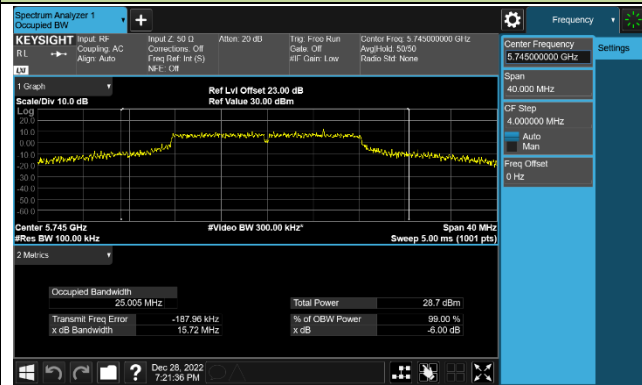 Spectrum Analyzer 1
Occupied BW
Frequency
KEYSIGHT
Input: RF
Coupling: AC
Align: Auto
Input Z: 50 Ω
Corrections: Off
Freq Ref: Int (S)
NFE: Off
Atten: 20 dB
Trig: Free Run
Gate: Off
#IF Gain: Low
Center Freq: 5.745000000 GHz
Avg|Hold: 50/50
Radio Std: None
RL
LXI
Center Frequency
5.745000000 GHz
Settings
Span
40.000 MHz
CF Step
4.000000 MHz
Auto
Man
Freq Offset
0 Hz
1 Graph
Scale/Div 10.0 dB
Ref Lvl Offset 23.00 dB
Ref Value 30.00 dBm
Log
20.0
10.0
0.00
-10.0
-20.0
-30.0
-40.0
-50.0
-60.0
Center 5.745 GHz
#Res BW 100.00 kHz
#Video BW 300.00 kHz*
Span 40 MHz
Sweep 5.00 ms (1001 pts)
2 Metrics
Occupied Bandwidth
25.005 MHz
Total Power 28.7 dBm
Transmit Freq Error -187.96 kHz
% of OBW Power 99.00 %
x dB Bandwidth 15.72 MHz
x dB -6.00 dB
Dec 28, 2022
7:21:36 PM